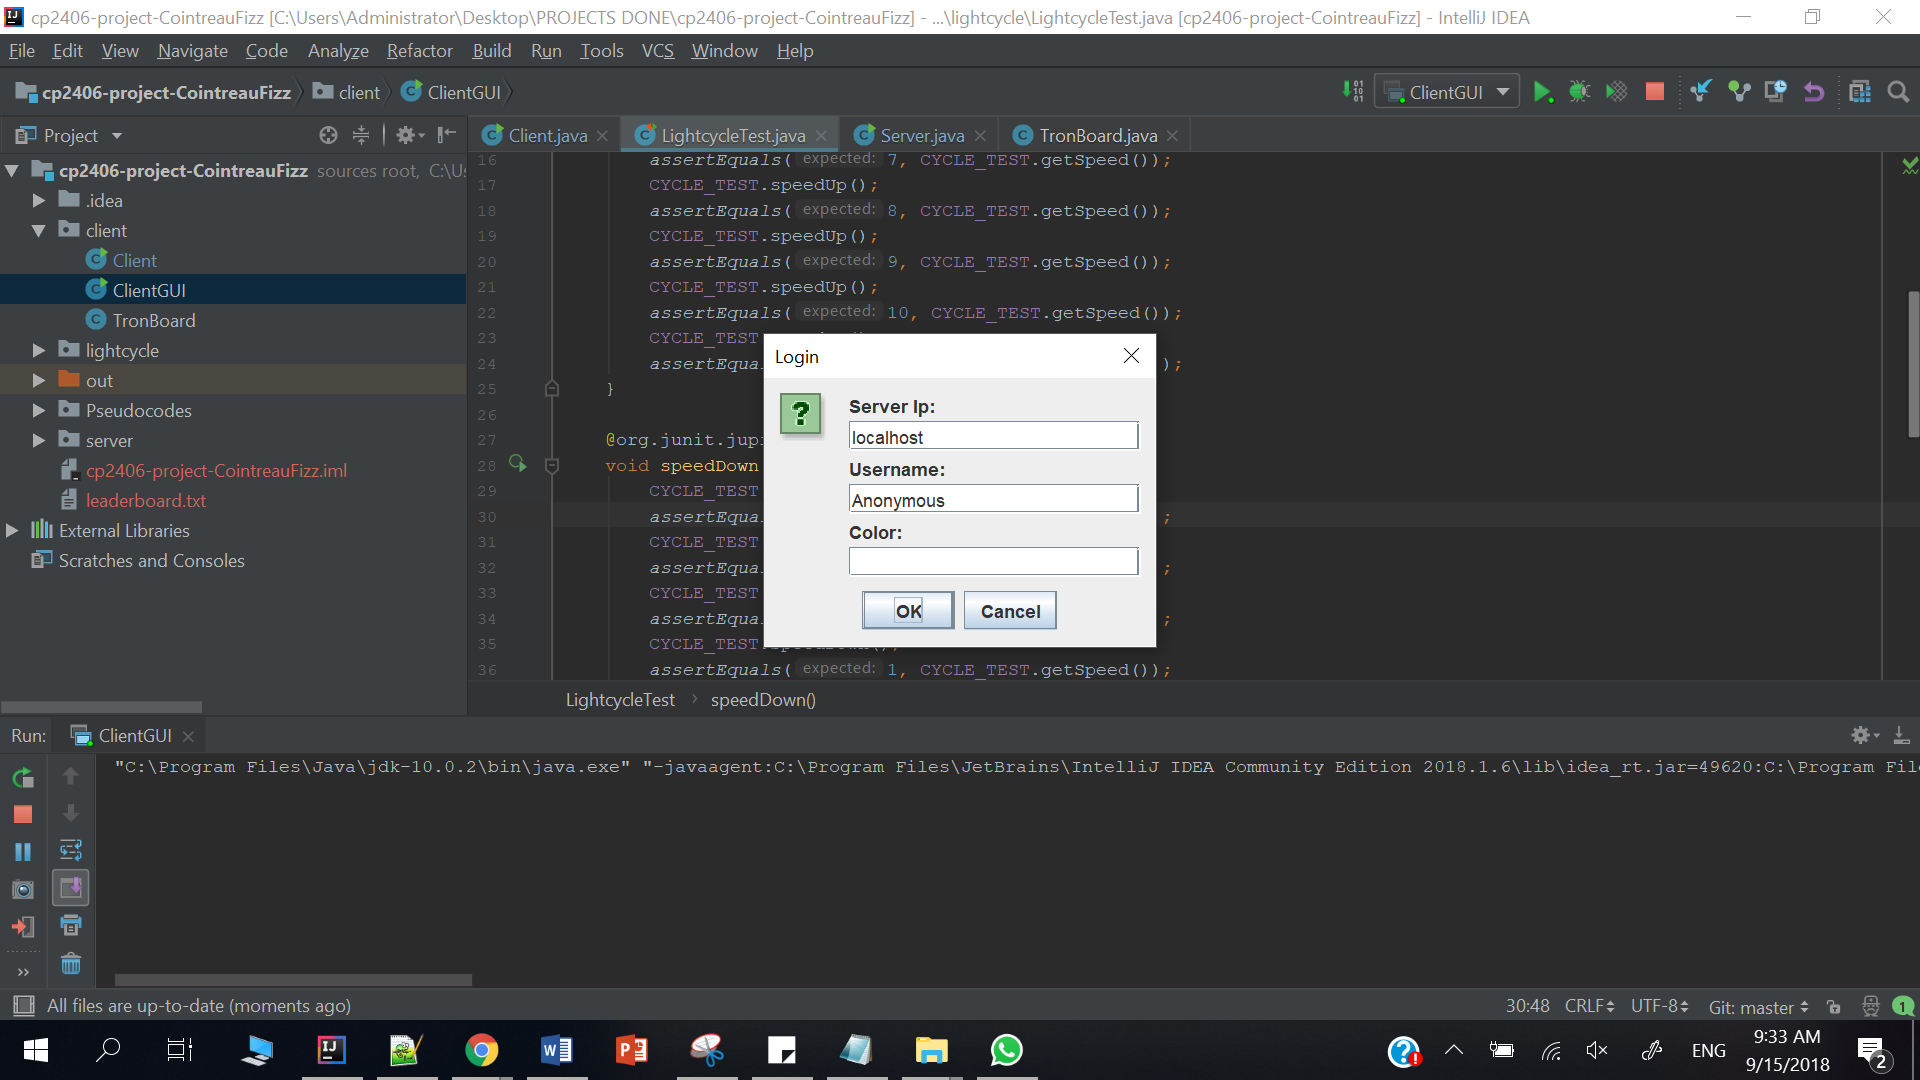 cp2406-project-CointreauFizz [C:\Users\Administrator\Desktop\PROJECTS DONE\cp2406-project-CointreauFizz] - ...\lightcycle\LightcycleTest.java [cp2406-project-CointreauFizz] - IntelliJ IDEA
File Edit View Navigate Code Analyze Refactor Build Run Tools VCS Window Help
cp2406-project-CointreauFizz client ClientGUI
ClientGUI
Project
Client.java LightcycleTest.java Server.java TronBoard.java
cp2406-project-CointreauFizz sources root, C:\Us
.idea
client
Client
ClientGUI
TronBoard
lightcycle
out
Pseudocodes
server
cp2406-project-CointreauFizz.iml
leaderboard.txt
External Libraries
Scratches and Consoles
16 assertEquals( expected: 7, CYCLE_TEST.getSpeed());
17 CYCLE_TEST.speedUp();
18 assertEquals( expected: 8, CYCLE_TEST.getSpeed());
19 CYCLE_TEST.speedUp();
20 assertEquals( expected: 9, CYCLE_TEST.getSpeed());
21 CYCLE_TEST.speedUp();
22 assertEquals( expected: 10, CYCLE_TEST.getSpeed());
23 CYCLE_TEST
24 assertEqua );
25 }
26
27 @org.junit.jup
28 void speedDown
29 CYCLE_TEST
30 assertEqua ;
31 CYCLE_TEST
32 assertEqua ;
33 CYCLE_TEST
34 assertEqua ;
35 CYCLE_TEST
36 assertEquals( expected: 1, CYCLE_TEST.getSpeed());
LightcycleTest speedDown()
Login
Server Ip:
localhost
Username:
Anonymous
Color:
OK Cancel
Run: ClientGUI
"C:\Program Files\Java\jdk-10.0.2\bin\java.exe" "-javaagent:C:\Program Files\JetBrains\IntelliJ IDEA Community Edition 2018.1.6\lib\idea_rt.jar=49620:C:\Program Fil
All files are up-to-date (moments ago)
30:48 CRLF UTF-8 Git: master 1
ENG
9:33 AM
9/15/2018
2